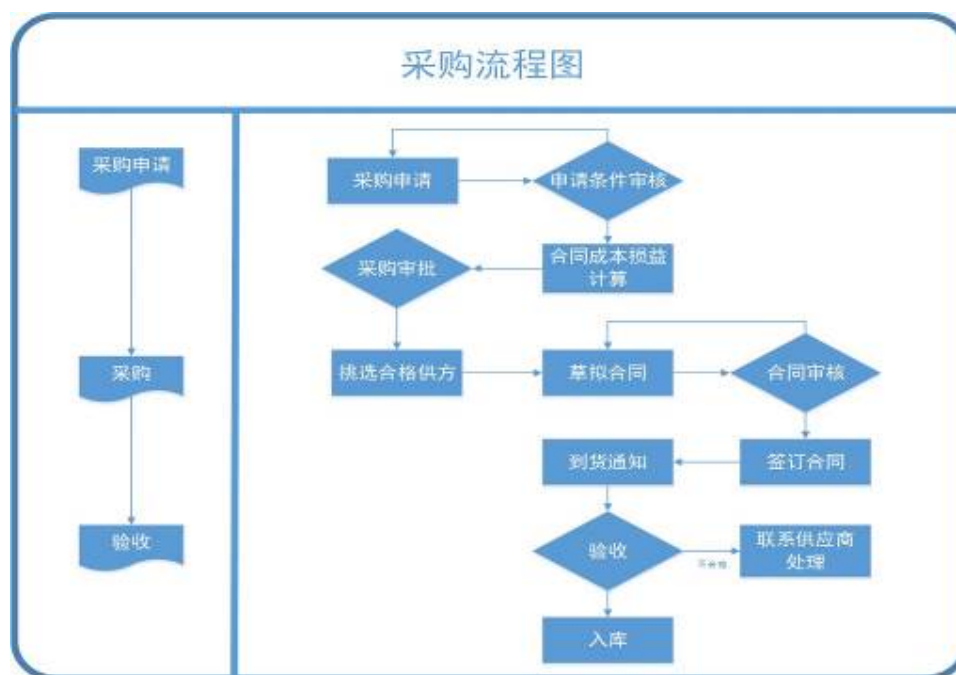 采购流程图
采购申请
采购
验收
采购申请
申请条件审核
合同成本损益
计算
采购审批
挑选合格供方
草拟合同
合同审核
签订合同
到货通知
验收
不合格
联系供应商
处理
入库